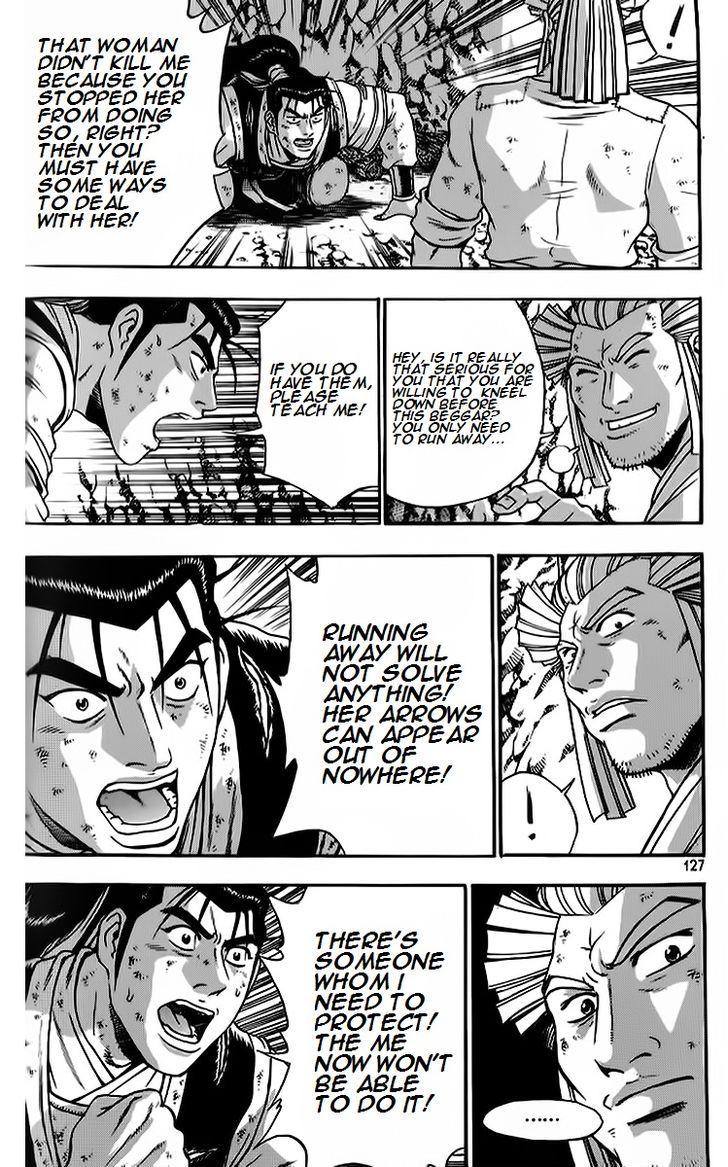 THAT WOMAN
DIDN'T KILL ME
BECAUSE YOU
STOPPED HER
FROM DOING
SO, RIGHT?
THEN YOU
MUST HAVE
SOME WAYS
TO DEAL
WITH HER!
!
HEY, IS IT REALLY
THAT SERIOUS FOR
YOU THAT YOU ARE
WILLING TO KNEEL
DOWN BEFORE
THIS BEGGAR?
YOU ONLY NEED
TO RUN AWAY...
IF YOU DO
HAVE THEM,
PLEASE
TEACH ME!
RUNNING
AWAY WILL
NOT SOLVE
ANYTHING!
HER ARROWS
CAN APPEAR
OUT OF
NOWHERE!
!
127
THERE'S
SOMEONE
WHOM I
NEED TO
PROTECT!
THE ME
NOW WON'T
BE ABLE
TO DO IT!
......